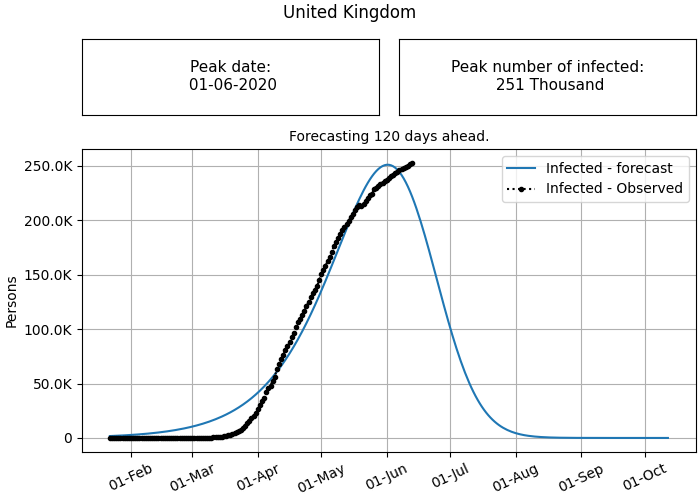 United Kingdom
Peak date:
01-06-2020
Peak number of infected:
251 Thousand
Forecasting 120 days ahead.
Infected - forecast
Infected - Observed
Persons
250.0K
200.0K
150.0K
100.0K
50.0K
0
01-Feb
01-Mar
01-Apr
01-May
01-Jun
01-Jul
01-Aug
01-Sep
01-Oct